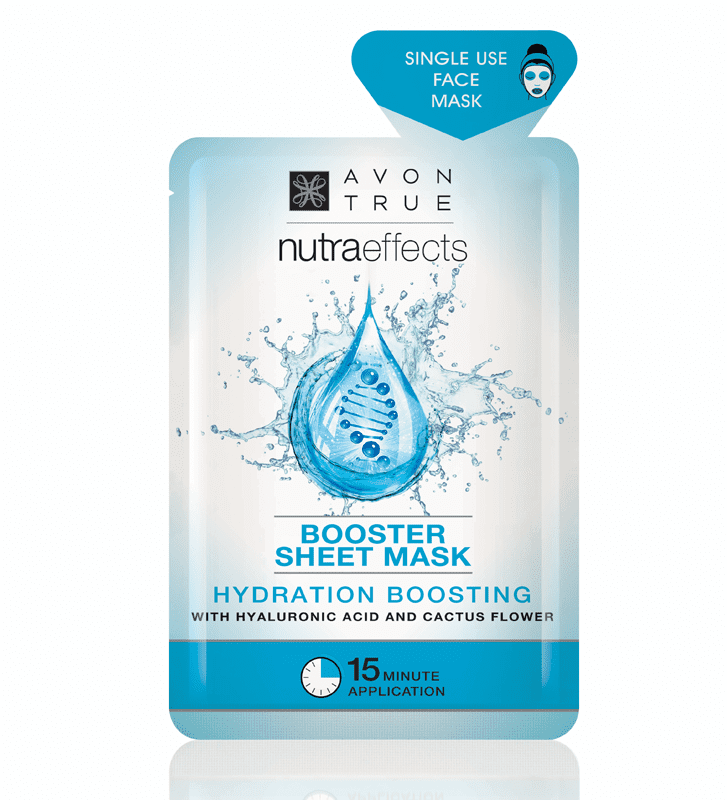 SINGLE USE
FACE
MASK
AVON
TRUE
nutraeffects
BOOSTER
SHEET MASK
HYDRATION BOOSTING
WITH HYALURONIC ACID AND CACTUS FLOWER
15 MINUTE
APPLICATION